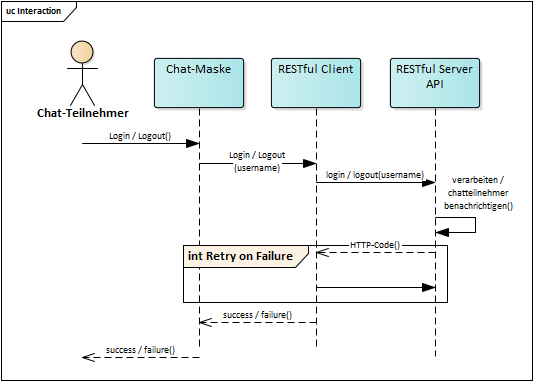 uc Interaction
Chat-Teilnehmer
Chat-Maske
RESTful Client
RESTful Server
API
Login / Logout()
Login / Logout
(username)
login / logout(username)
verarbeiten /
chatteilnehmer
benachrichtigen()
HTTP-Code()
int Retry on Failure
success / failure()
success / failure()